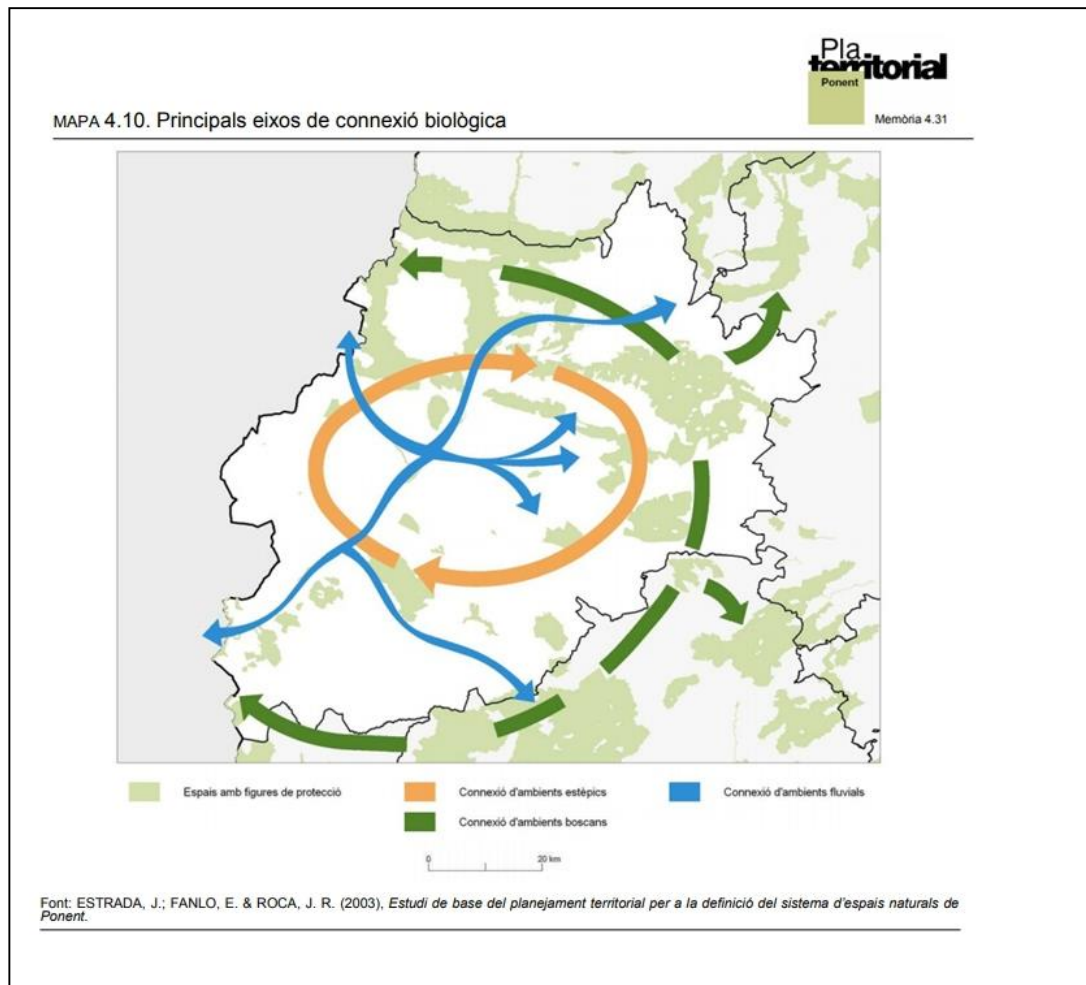 Pla
territorial
Ponent
Memòria 4.31
MAPA 4.10. Principals eixos de connexió biològica
Espais amb figures de protecció
Connexió d'ambients estèpics
Connexió d'ambients fluvials
Connexió d'ambients boscans
0
20 km
Font: ESTRADA, J.; FANLO, E. & ROCA, J. R. (2003), Estudi de base del planejament territorial per a la definició del sistema d'espais naturals de
Ponent.